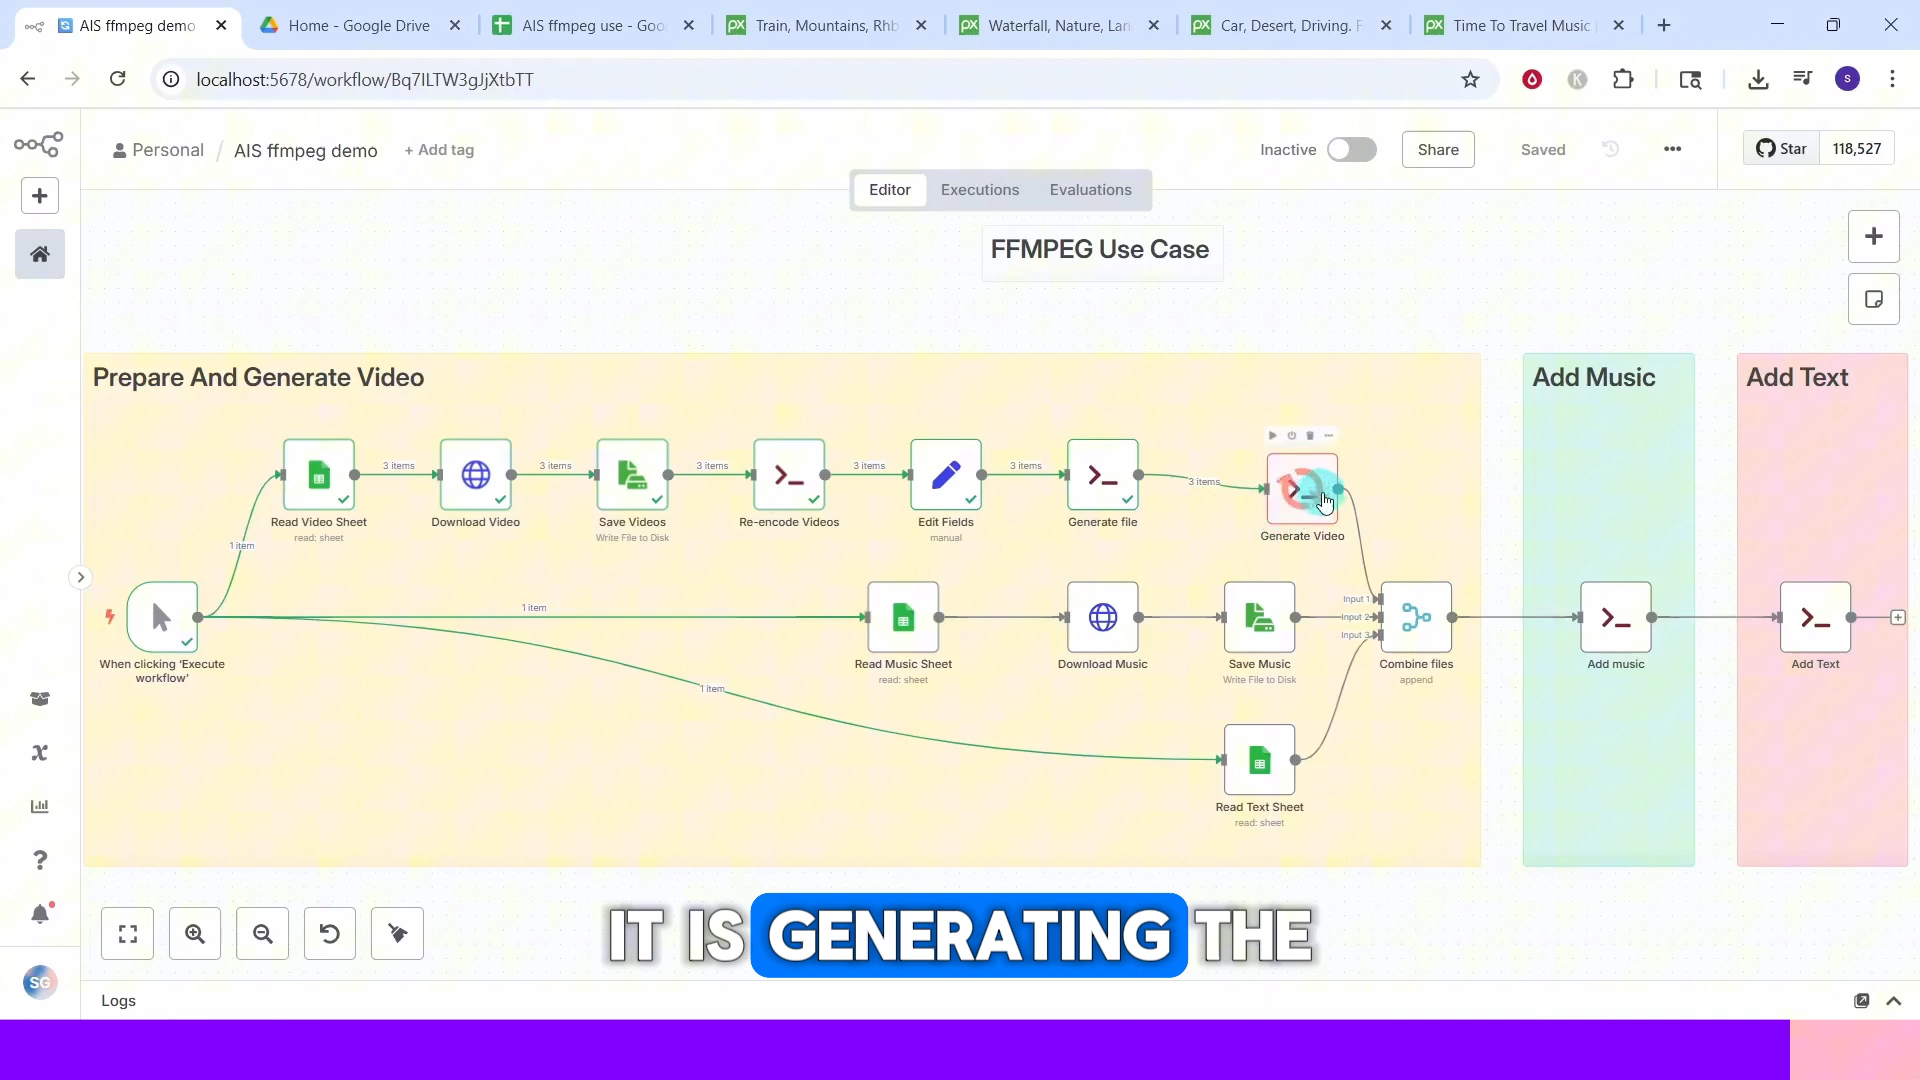 AIS ffmpeg demo
Home - Google Drive
AIS ffmpeg use - Goo
Train, Mountains, Rhb
Waterfall, Nature, Lan
Car, Desert, Driving. F
Time To Travel Music
localhost:5678/workflow/Bq7ILTW3gJjXtbTT
K
S
Personal / AIS ffmpeg demo + Add tag
Inactive
Share
Saved
Star 118,527
Editor Executions Evaluations
FFMPEG Use Case
Prepare And Generate Video
Add Music
Add Text
3 items
3 items
3 items
3 items
3 items
3 items
Read Video Sheet
read: sheet
Download Video
Save Videos
Write File to Disk
Re-encode Videos
Edit Fields
manual
Generate file
Generate Video
1 item
1 item
1 item
Input 1
Input 2
Input 3
When clicking ‘Execute
workflow’
Read Music Sheet
read: sheet
Download Music
Save Music
Write File to Disk
Combine files
append
Add music
Add Text
Read Text Sheet
read: sheet
IT IS GENERATING THE
SG
Logs